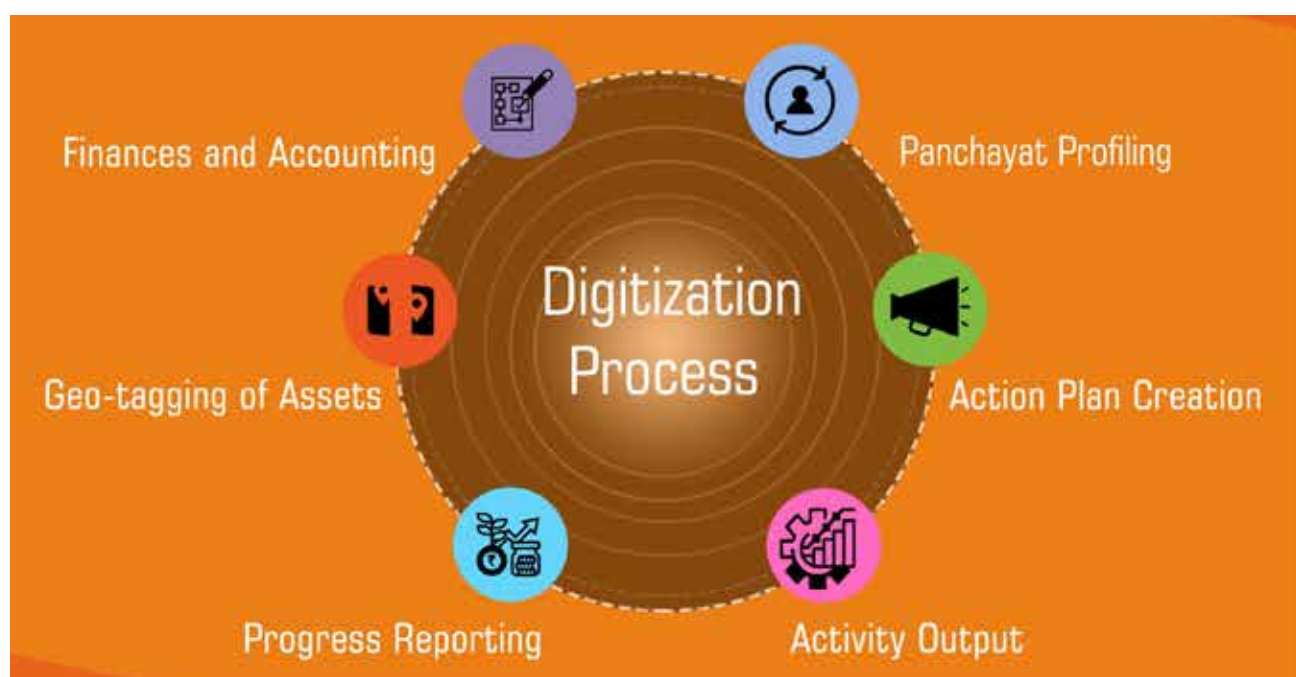 Finances and Accounting
Panchayat Profiling
Digitization
Process
Geo-tagging of Assets
Action Plan Creation
Progress Reporting
Activity Output